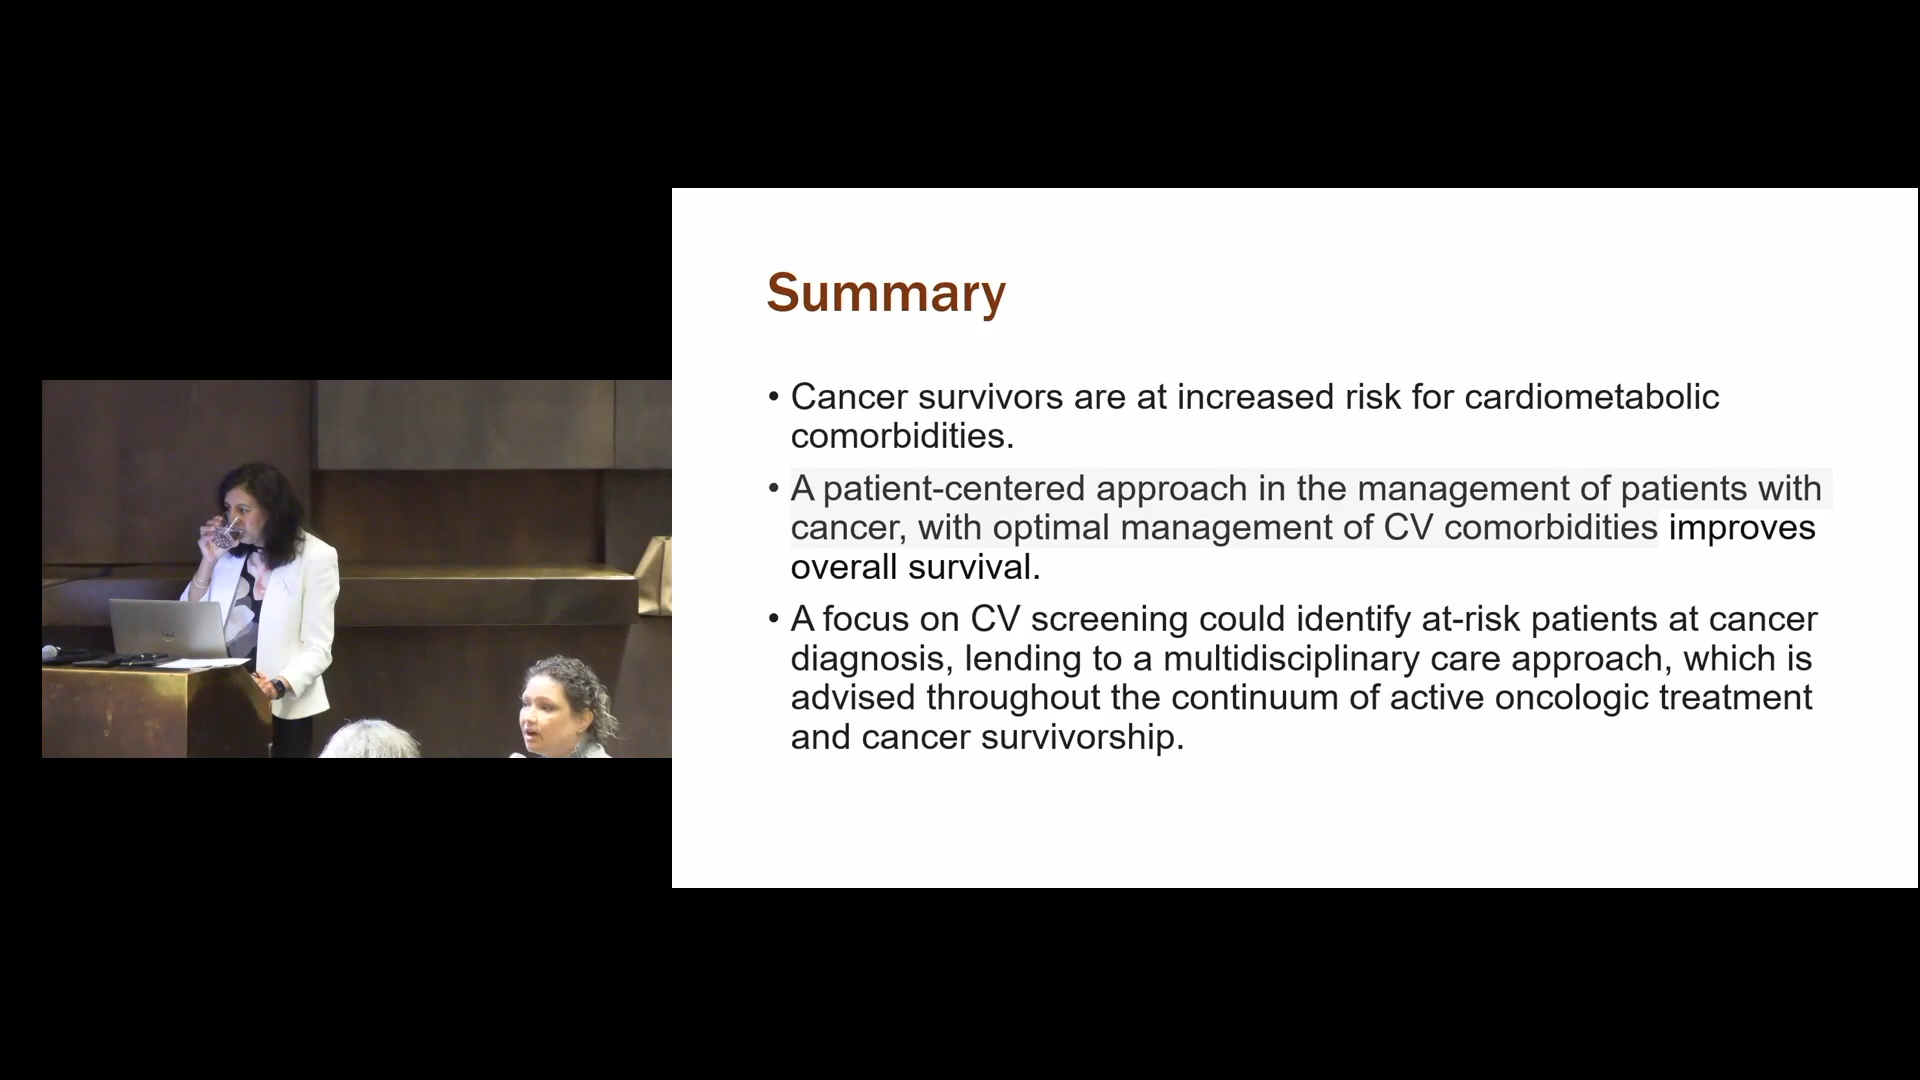 Summary
• Cancer survivors are at increased risk for cardiometabolic
comorbidities.
• A patient-centered approach in the management of patients with
cancer, with optimal management of CV comorbidities improves
overall survival.
• A focus on CV screening could identify at-risk patients at cancer
diagnosis, lending to a multidisciplinary care approach, which is
advised throughout the continuum of active oncologic treatment
and cancer survivorship.